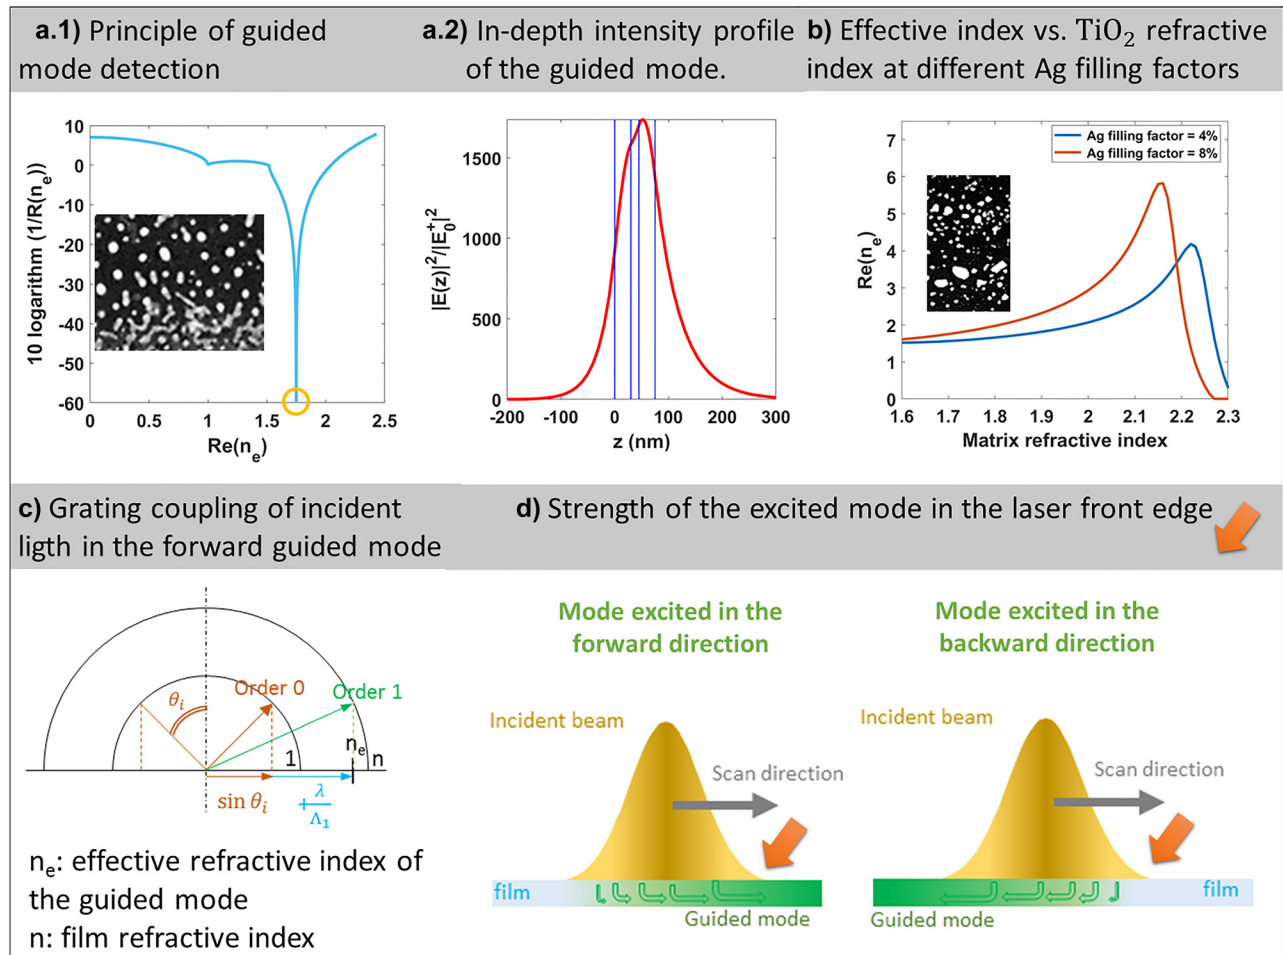 a.1) Principle of guided
mode detection
a.2) In-depth intensity profile
of the guided mode.
b) Effective index vs. TiO₂ refractive
index at different Ag filling factors
10 logarithm (1/R(nₑ))
10
0
-10
-20
-30
-40
-50
-60
0
0.5
1
1.5
2
2.5
Re(nₑ)
|E(z)|²/|E₀⁺|²
1500
1000
500
0
-200
-100
0
100
200
300
z (nm)
Re(nₑ)
7
6
5
4
3
2
1
0
Ag filling factor = 4%
Ag filling factor = 8%
1.6
1.7
1.8
1.9
2
2.1
2.2
2.3
Matrix refractive index
c) Grating coupling of incident
ligth in the forward guided mode
θᵢ
Order 0
Order 1
1
nₑ
n
sin θᵢ
+λ/Λ₁
nₑ: effective refractive index of
the guided mode
n: film refractive index
d) Strength of the excited mode in the laser front edge
Mode excited in the
forward direction
Incident beam
Scan direction
film
Guided mode
Mode excited in the
backward direction
Incident beam
Scan direction
film
Guided mode